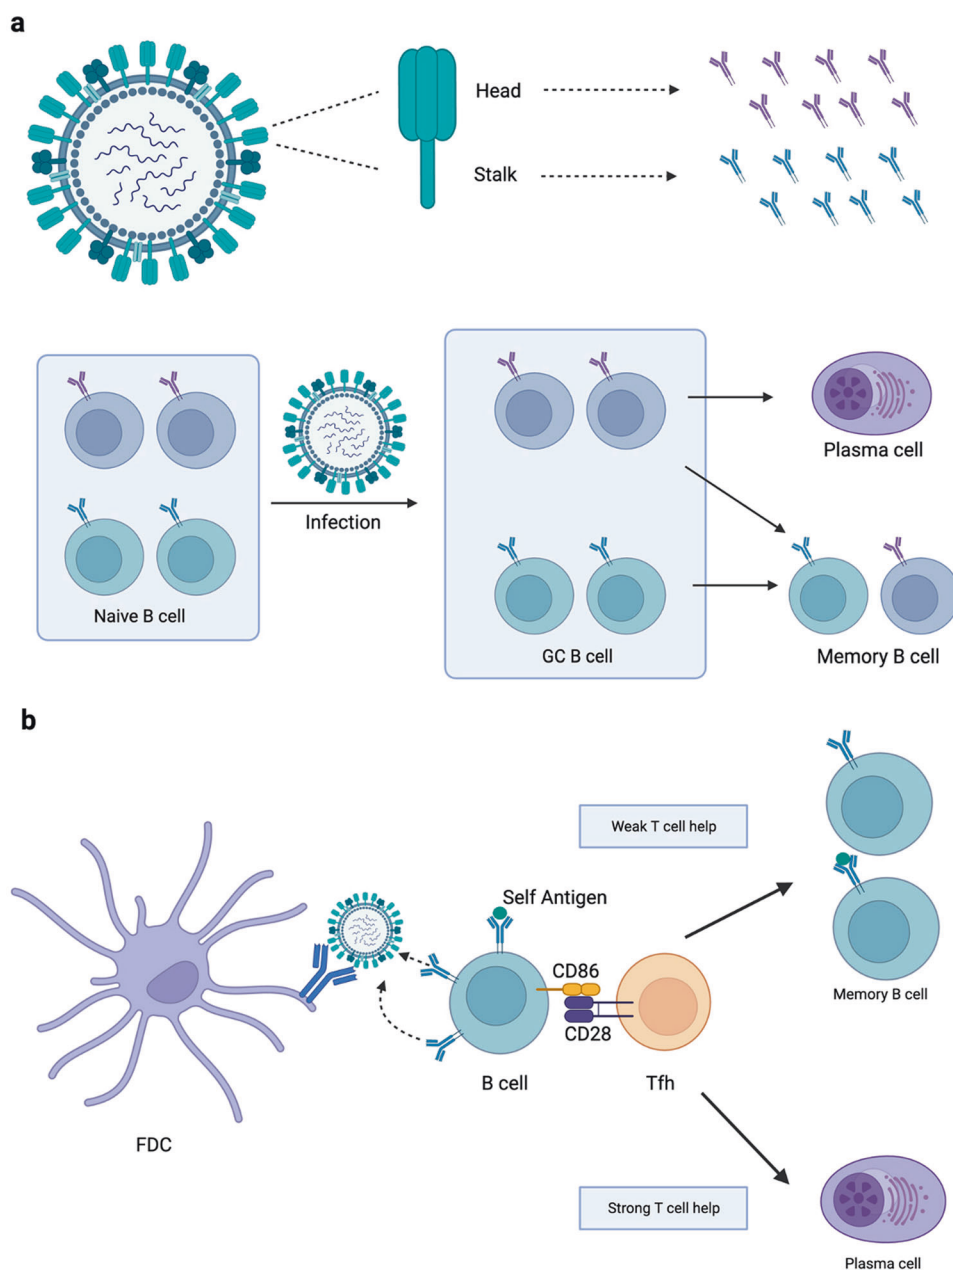 a
Head
Stalk
Infection
Naive B cell
GC B cell
Plasma cell
Memory B cell
b
Weak T cell help
Self Antigen
CD86
CD28
B cell
Tfh
FDC
Memory B cell
Strong T cell help
Plasma cell